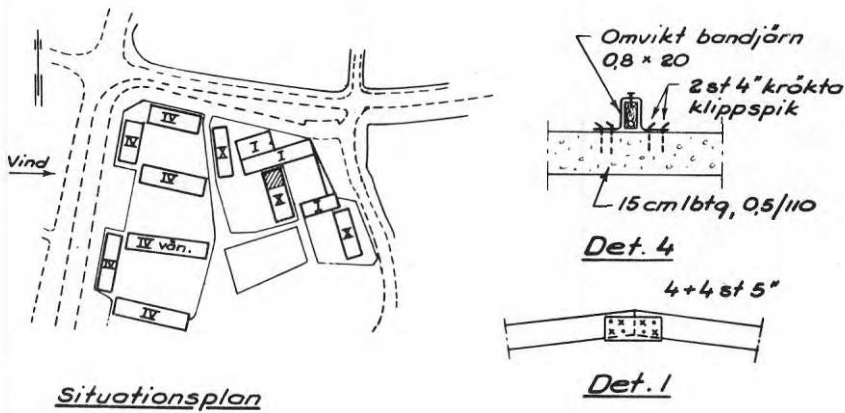 IV
IV
IV
IV vån.
IV
IV
X
I
I
X
I
X
Vind
Situationsplan
Omvikt bandjärn
0,8 × 20
2 st 4" krökta
klippspik
15 cm lbtg, 0,5/110
Det. 4
4+4 st 5"
Det. 1